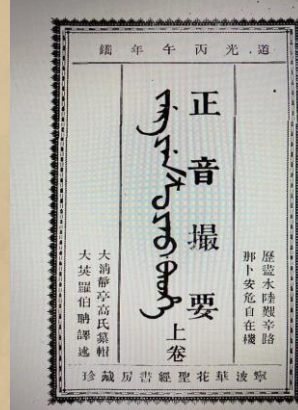 道光丙午年鐫
歷盡水陸艱辛路
那卜安危自在機
正音撮要
上卷
大清靜亭高氏纂輯
大英羅伯聃譯述
寧波華花聖經書房藏珍